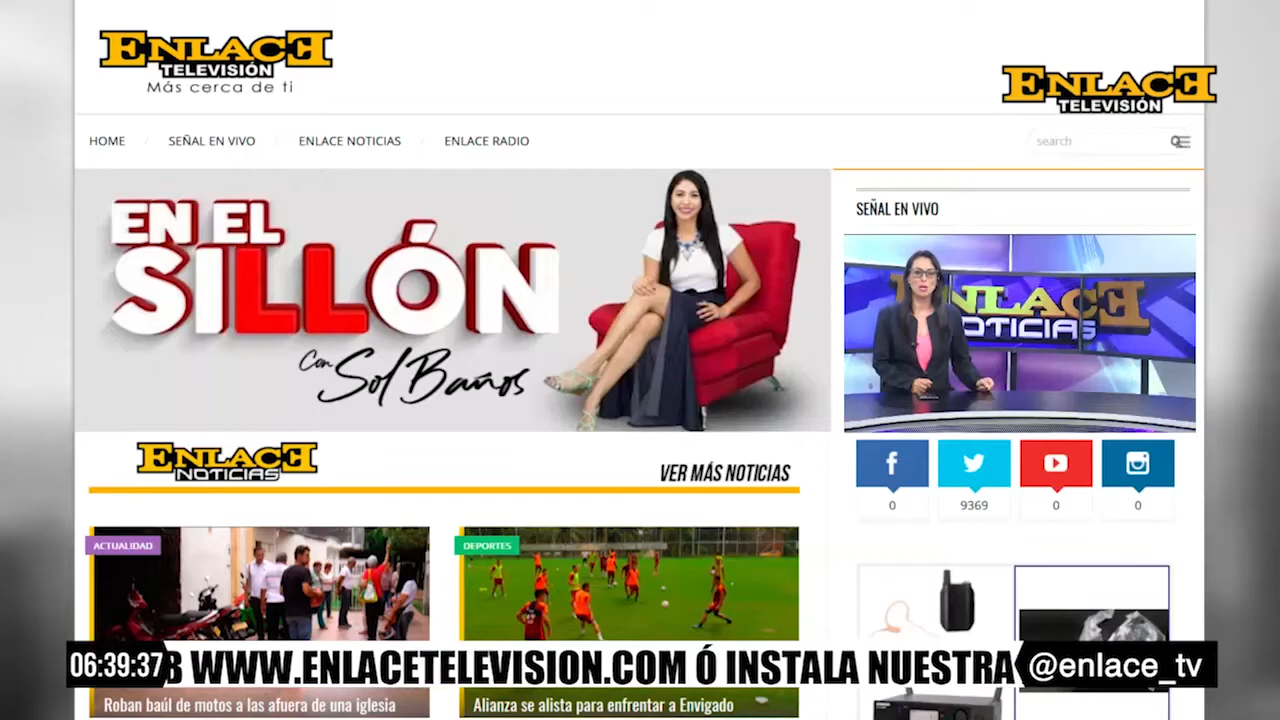 ENLACE
TELEVISIÓN
Más cerca de ti
ENLACE
TELEVISIÓN
HOME
SEÑAL EN VIVO
ENLACE NOTICIAS
ENLACE RADIO
search
EN EL
SILLÓN
Con Sol Baños
SEÑAL EN VIVO
ENLACE
NOTICIAS
0
9369
0
0
ENLACE
NOTICIAS
VER MÁS NOTICIAS
ACTUALIDAD
DEPORTES
06:39:37
B WWW.ENLACETELEVISION.COM Ó INSTALA NUESTRA
@enlace_tv
Roban baúl de motos a las afuera de una iglesia
Alianza se alista para enfrentar a Envigado